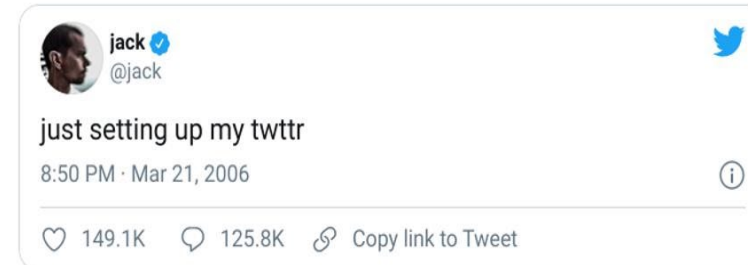 jack
@jack
just setting up my twttr
8:50 PM · Mar 21, 2006
149.1K 125.8K Copy link to Tweet